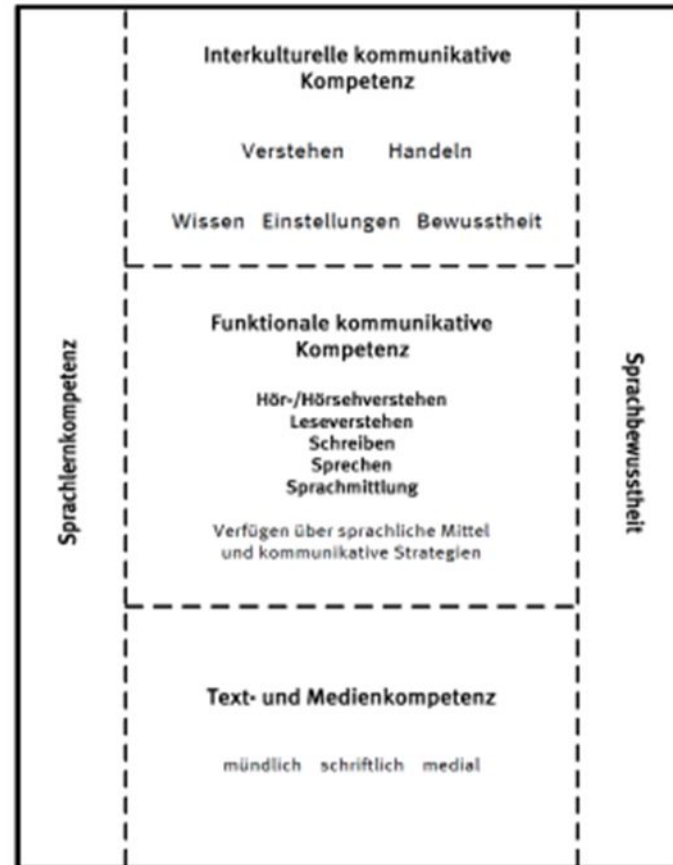 Interkulturelle kommunikative
Kompetenz
Verstehen Handeln
Wissen Einstellungen Bewusstheit
Sprachlernkompetenz
Funktionale kommunikative
Kompetenz
Hör-/Hörsehverstehen
Leseverstehen
Schreiben
Sprechen
Sprachmittlung
Verfügen über sprachliche Mittel
und kommunikative Strategien
Sprachbewusstheit
Text- und Medienkompetenz
mündlich schriftlich medial